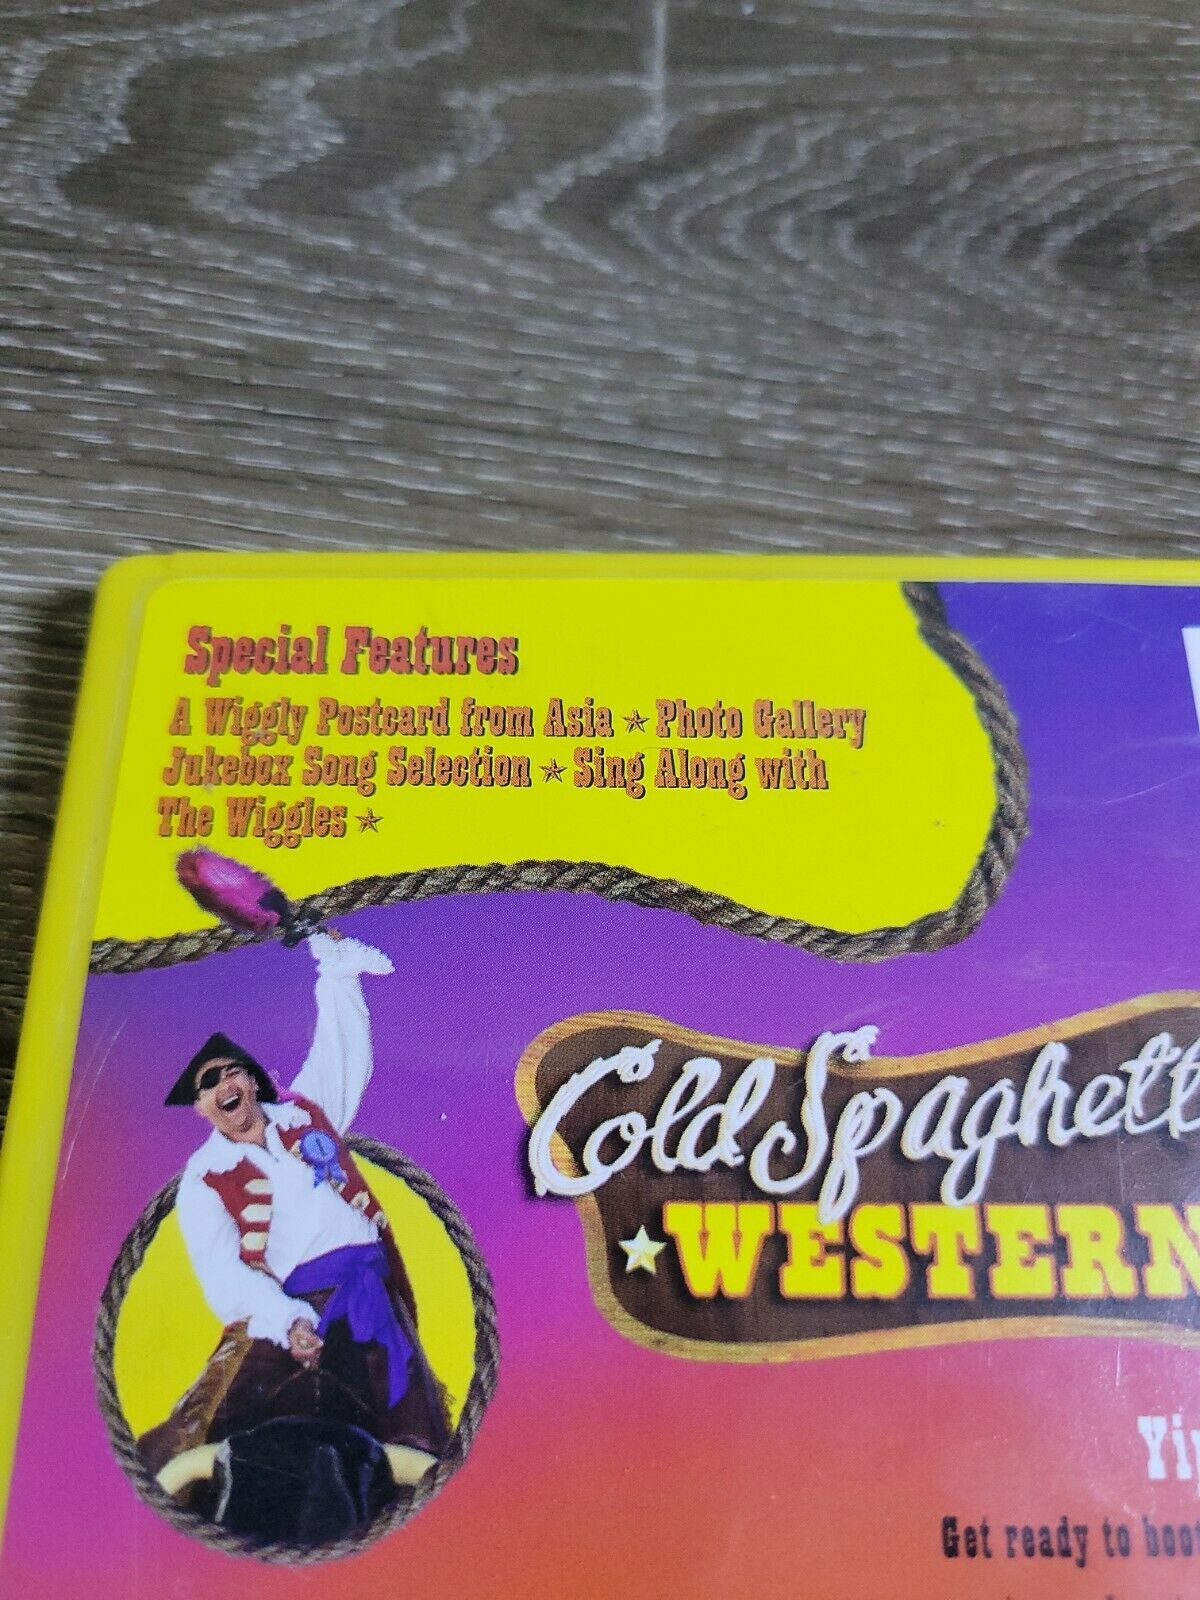 Special Features
A Wiggly Postcard from Asia ★ Photo Gallery
Jukebox Song Selection ★ Sing Along with
The Wiggles ★
Cold Spaghett
★ WESTERN
Get ready to boot